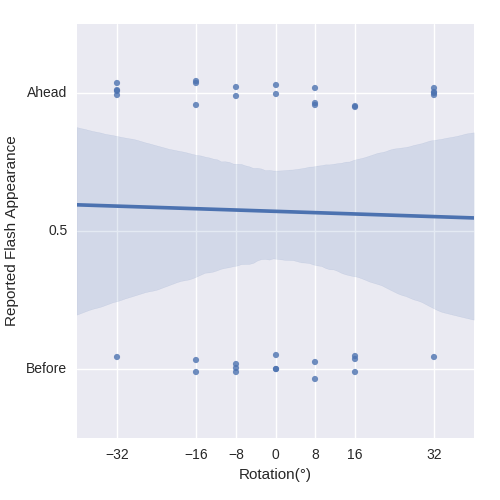 Ahead
0.5
Before
Reported Flash Appearance
−32 −16 −8 0 8 16 32
Rotation(°)